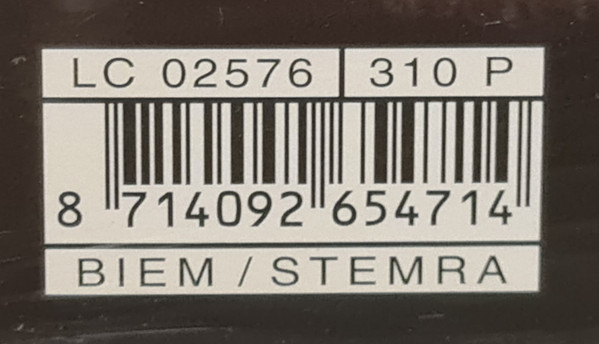 LC 02576 310 P
8 714092 654714
BIEM / STEMRA